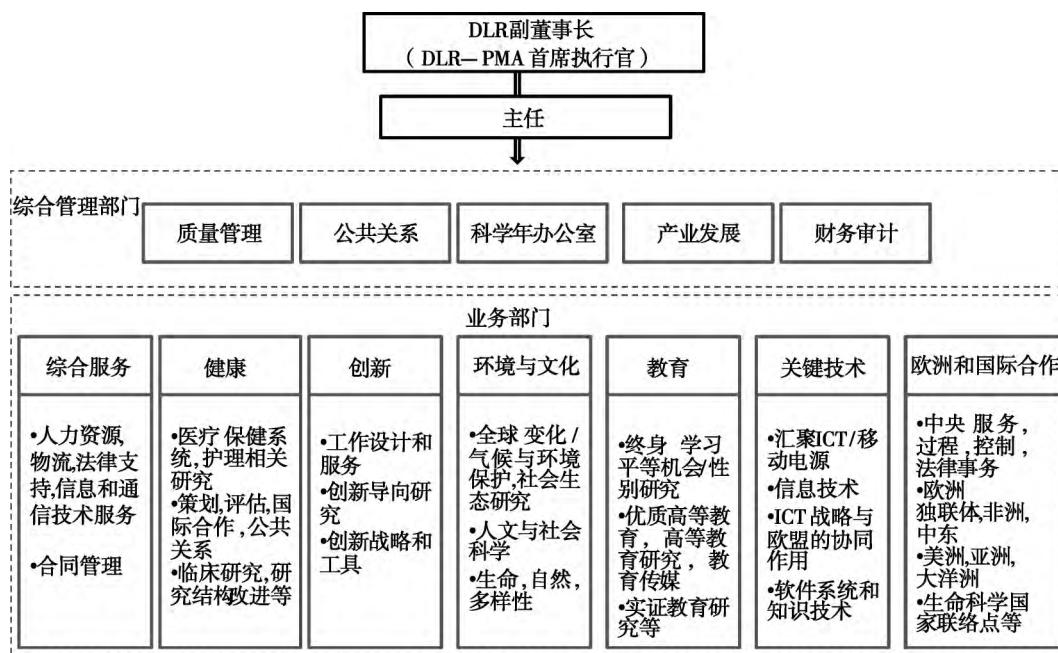 DLR副董事长
（DLR—PMA 首席执行官）
主任
综合管理部门
质量管理
公共关系
科学年办公室
产业发展
财务审计
业务部门
综合服务
•人力资源,
物流,法律支
持,信息和通
信技术服务
•合同管理
健康
•医疗 保健系
统,护理相关
研究
•策划,评估,国
际合作,公共
关系
•临床研究,研
究结构改进等
创新
•工作设计和
服务
•创新导向研
究
•创新战略和
工具
环境与文化
•全球 变化 /
气候与环境
保护,社会生
态研究
•人文与社会
科学
•生命,自然,
多样性
教育
•终身 学习
平等机会/性
别研究
•优质高等教
育，高等教
育研究，教
育传媒
•实证教育研
究等
关键技术
•汇聚ICT/移
动电源
•信息技术
•ICT 战略与
欧盟的协同
作用
•软件系统和
知识技术
欧洲和国际合作
•中央 服务，
过程,控制，
法律事务
•欧洲
独联体,非洲,
中东
•美洲,亚洲,
大洋洲
•生命科学国
家联络点等